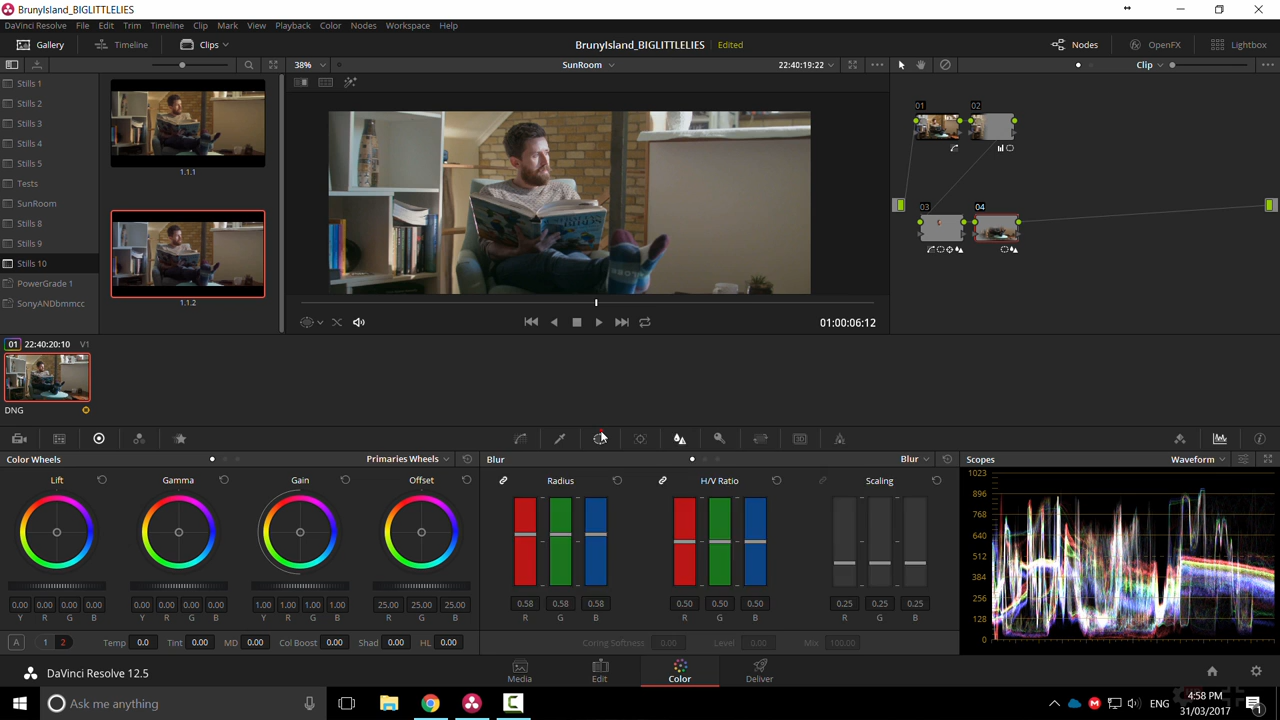 BrunyIsland_BIGLITTLELIES
DaVinci Resolve File Edit Trim Timeline Clip Mark View Playback Color Nodes Workspace Help
Gallery Timeline Clips BrunyIsland_BIGLITTLELIES Edited Nodes OpenFX Lightbox
38% SunRoom 22:40:19:22 Clip
Stills 1
Stills 2
Stills 3
Stills 4
Stills 5
Tests
SunRoom
Stills 8
Stills 9
Stills 10
PowerGrade 1
SonyANDbmmcc
1.1.1
1.1.2
01 02
03 04
01:00:06:12
01 22:40:20:10 V1
DNG
Color Wheels Primaries Wheels Blur Blur Scopes Waveform
Lift Gamma Gain Offset Radius H/V Ratio Scaling
1023
896
768
640
512
384
256
128
0
0.00 0.00 0.00 0.00 0.00 0.00 0.00 0.00 1.00 1.00 1.00 1.00 25.00 25.00 25.00 0.58 0.58 0.58 0.50 0.50 0.50 0.25 0.25 0.25
Y R G B Y R G B Y R G B R G B R G B R G B R G B
A 1 2 Temp 0.0 Tint 0.00 MD 0.00 Col Boost 0.00 Shad 0.00 HL 0.00 Coring Softness 0.00 Level 0.00 Mix 100.00
DaVinci Resolve 12.5 Media Edit Color Deliver
Ask me anything ENG 4:58 PM
31/03/2017 1